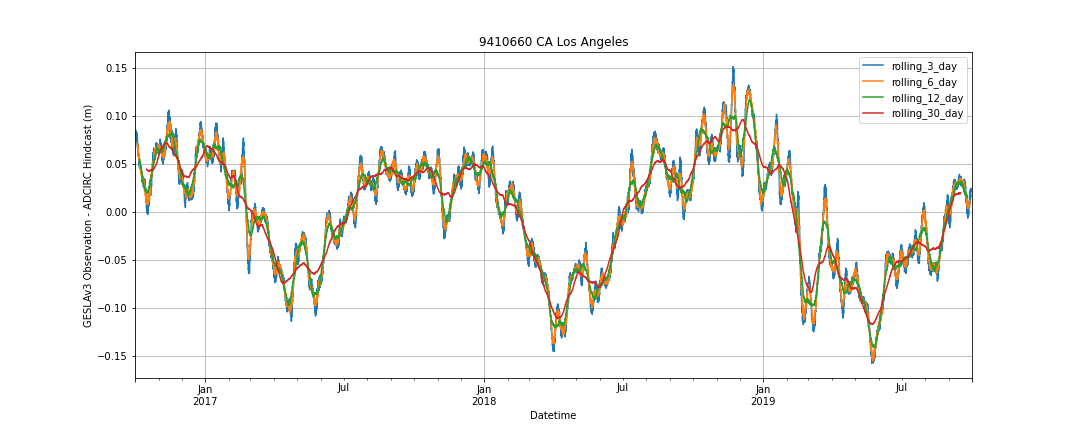 9410660 CA Los Angeles
GESLAv3 Observation - ADCIRC Hindcast (m)
0.15
0.10
0.05
0.00
−0.05
−0.10
−0.15
rolling_3_day
rolling_6_day
rolling_12_day
rolling_30_day
Jan
2017
Jul
Jan
2018
Jul
Jan
2019
Jul
Datetime